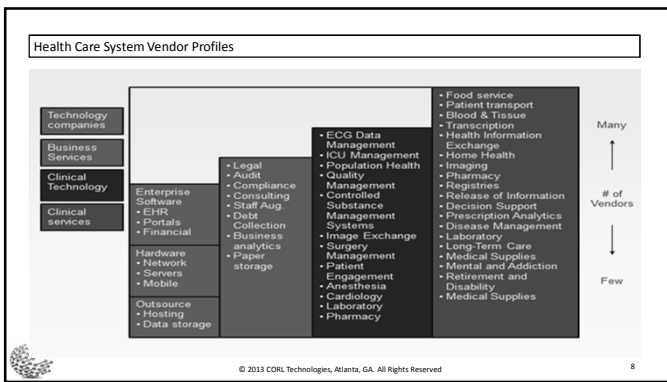 Health Care System Vendor Profiles
Technology
companies
Business
Services
Clinical
Technology
Clinical
services
Enterprise
Software
• EHR
• Portals
• Financial
Hardware
• Network
• Servers
• Mobile
Outsource
• Hosting
• Data storage
• Legal
• Audit
• Compliance
• Consulting
• Staff Aug.
• Debt
Collection
• Business
analytics
• Paper
storage
• ECG Data
Management
• ICU Management
• Population Health
• Quality
Management
• Controlled
Substance
Management
Systems
• Image Exchange
• Surgery
Management
• Patient
Engagement
• Anesthesia
• Cardiology
• Laboratory
• Pharmacy
• Food service
• Patient transport
• Blood & Tissue
• Transcription
• Health Information
Exchange
• Home Health
• Imaging
• Pharmacy
• Registries
• Release of Information
• Decision Support
• Prescription Analytics
• Disease Management
• Laboratory
• Long-Term Care
• Medical Supplies
• Mental and Addiction
• Retirement and
Disability
• Medical Supplies
Many
# of
Vendors
Few
© 2013 CORL Technologies, Atlanta, GA. All Rights Reserved
8